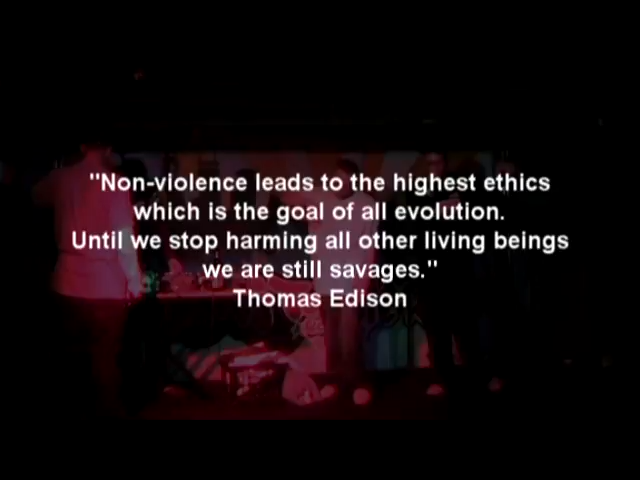 "Non-violence leads to the highest ethics
which is the goal of all evolution.
Until we stop harming all other living beings
we are still savages."
Thomas Edison